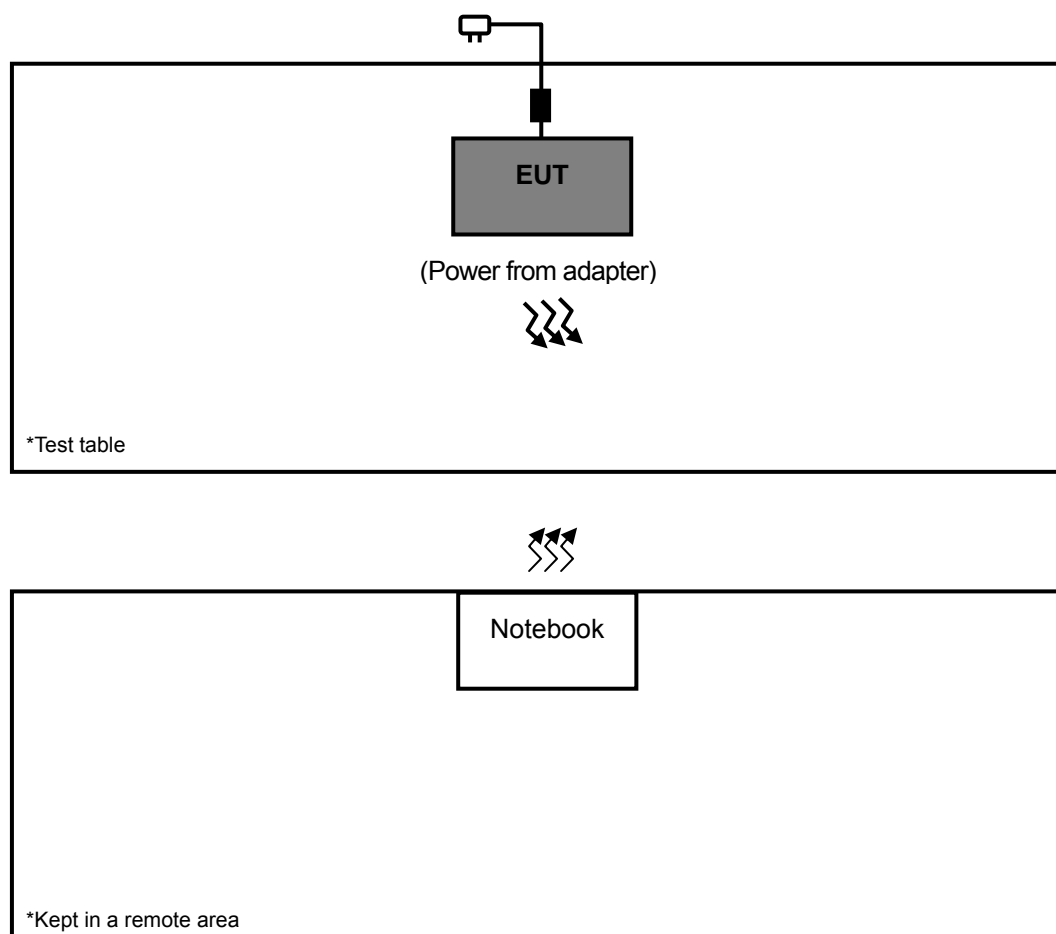 EUT
(Power from adapter)
*Test table
Notebook
*Kept in a remote area